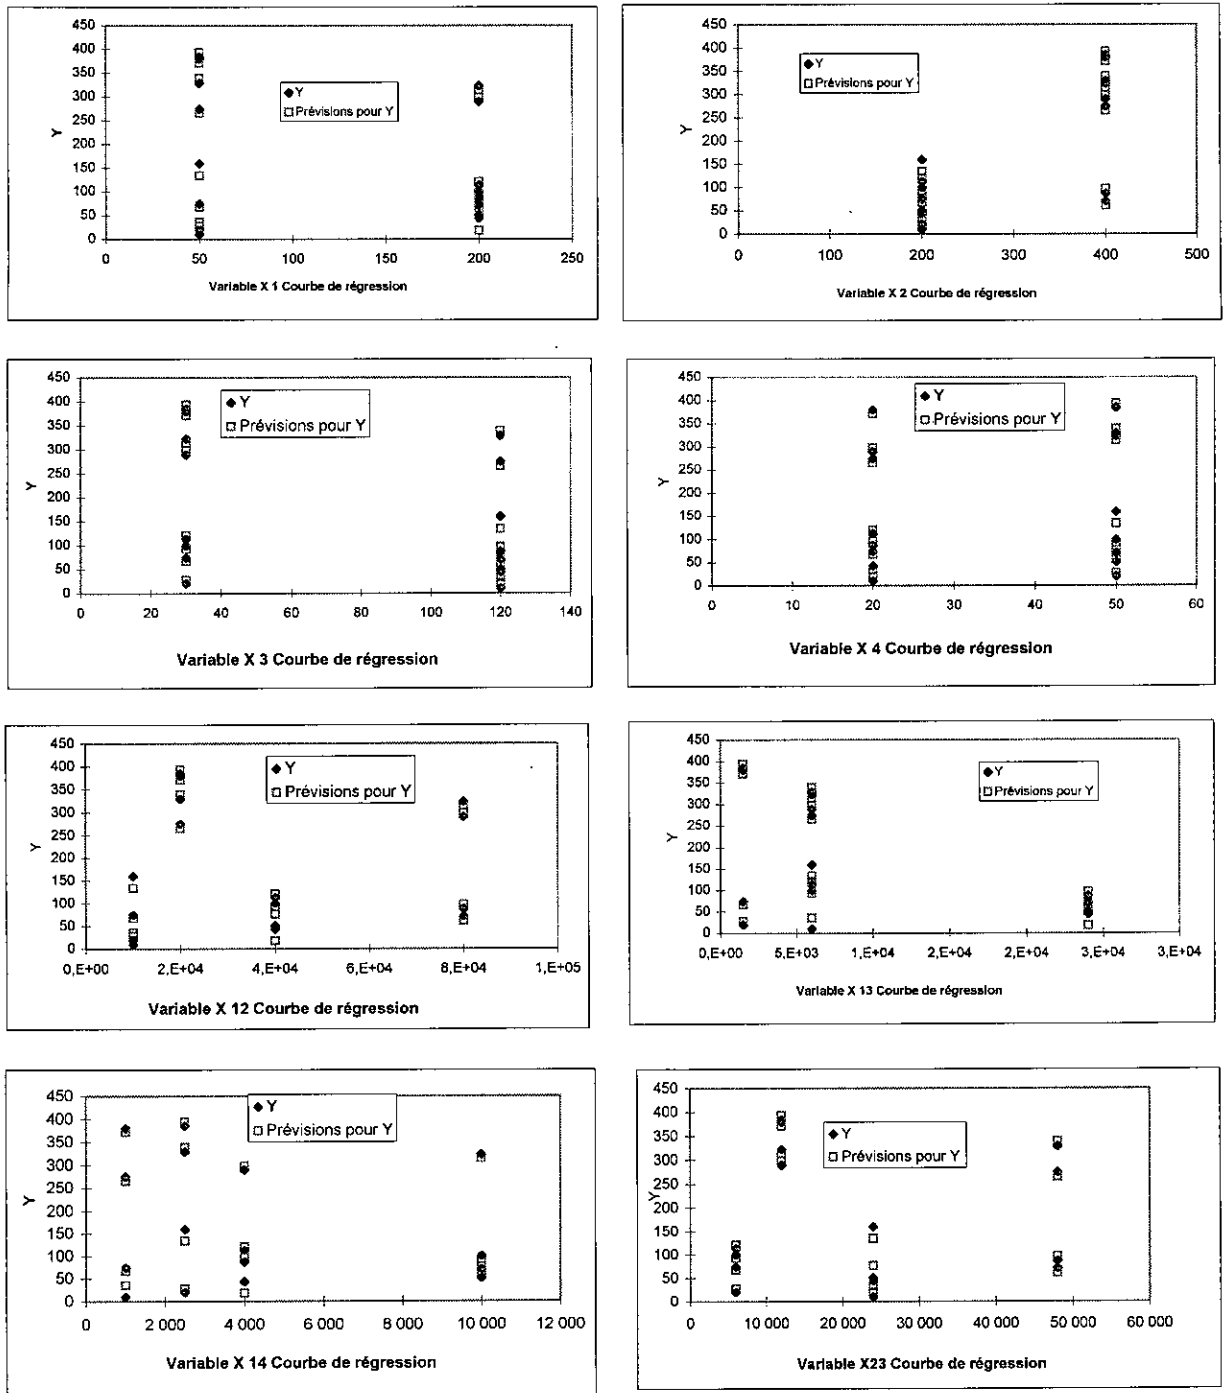 450
400
350
300
250
200
150
100
50
0
Y
Y
Prévisions pour Y
0 50 100 150 200 250
Variable X 1 Courbe de régression
450
400
350
300
250
200
150
100
50
0
Y
Y
Prévisions pour Y
0 100 200 300 400 500
Variable X 2 Courbe de régression
450
400
350
300
250
200
150
100
50
0
Y
Y
Prévisions pour Y
0 20 40 60 80 100 120 140
Variable X 3 Courbe de régression
450
400
350
300
250
200
150
100
50
0
Y
Y
Prévisions pour Y
0 10 20 30 40 50 60
Variable X 4 Courbe de régression
450
400
350
300
250
200
150
100
50
0
Y
Y
Prévisions pour Y
0,E+00 2,E+04 4,E+04 6,E+04 8,E+04 1,E+05
Variable X 12 Courbe de régression
450
400
350
300
250
200
150
100
50
0
Y
Y
Prévisions pour Y
0,E+00 5,E+03 1,E+04 2,E+04 2,E+04 3,E+04 3,E+04
Variable X 13 Courbe de régression
450
400
350
300
250
200
150
100
50
0
Y
Y
Prévisions pour Y
0 2 000 4 000 6 000 8 000 10 000 12 000
Variable X 14 Courbe de régression
450
400
350
300
250
200
150
100
50
0
Y
Y
Prévisions pour Y
0 10 000 20 000 30 000 40 000 50 000 60 000
Variable X23 Courbe de régression